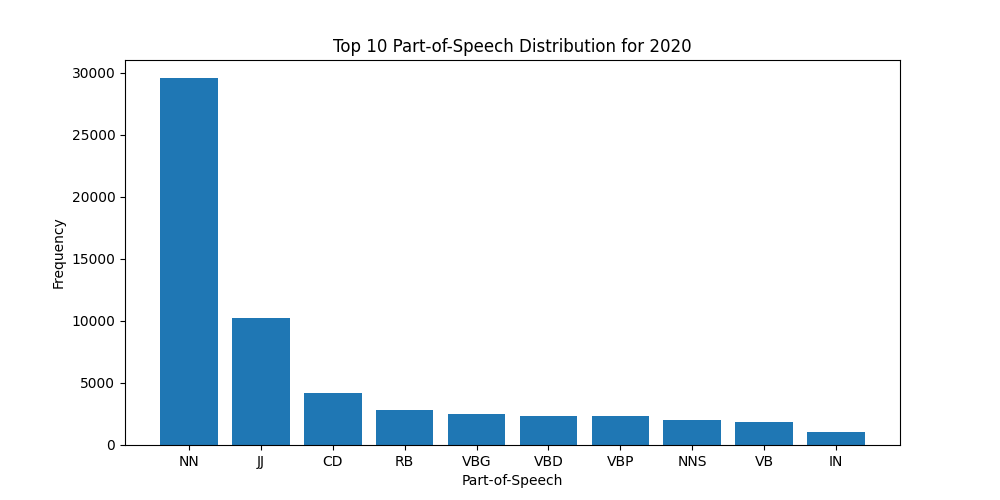 Top 10 Part-of-Speech Distribution for 2020
30000
25000
20000
15000
10000
5000
0
Frequency
NN JJ CD RB VBG VBD VBP NNS VB IN
Part-of-Speech